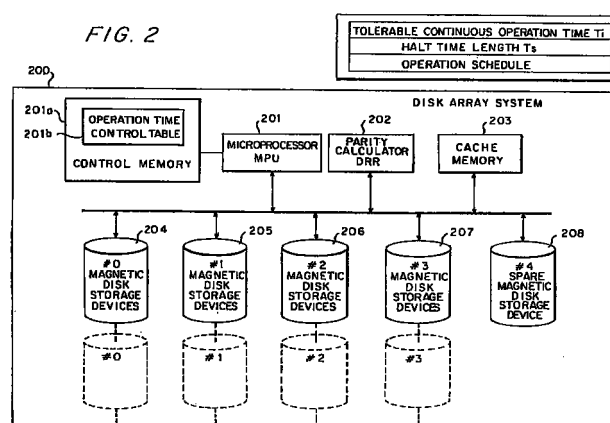 FIG. 2
TOLERABLE CONTINUOUS OPERATION TIME Ti
HALT TIME LENGTH Ts
OPERATION SCHEDULE
200
DISK ARRAY SYSTEM
201a
201b
OPERATION TIME
CONTROL TABLE
CONTROL MEMORY
201
MICROPROCESSOR
MPU
202
PARITY
CALCULATOR
DRR
203
CACHE
MEMORY
204
#0
MAGNETIC
DISK
STORAGE
DEVICES
205
#1
MAGNETIC
DISK
STORAGE
DEVICES
206
#2
MAGNETIC
DISK
STORAGE
DEVICES
207
#3
MAGNETIC
DISK
STORAGE
DEVICES
208
#4
SPARE
MAGNETIC
DISK
STORAGE
DEVICE
#0
#1
#2
#3